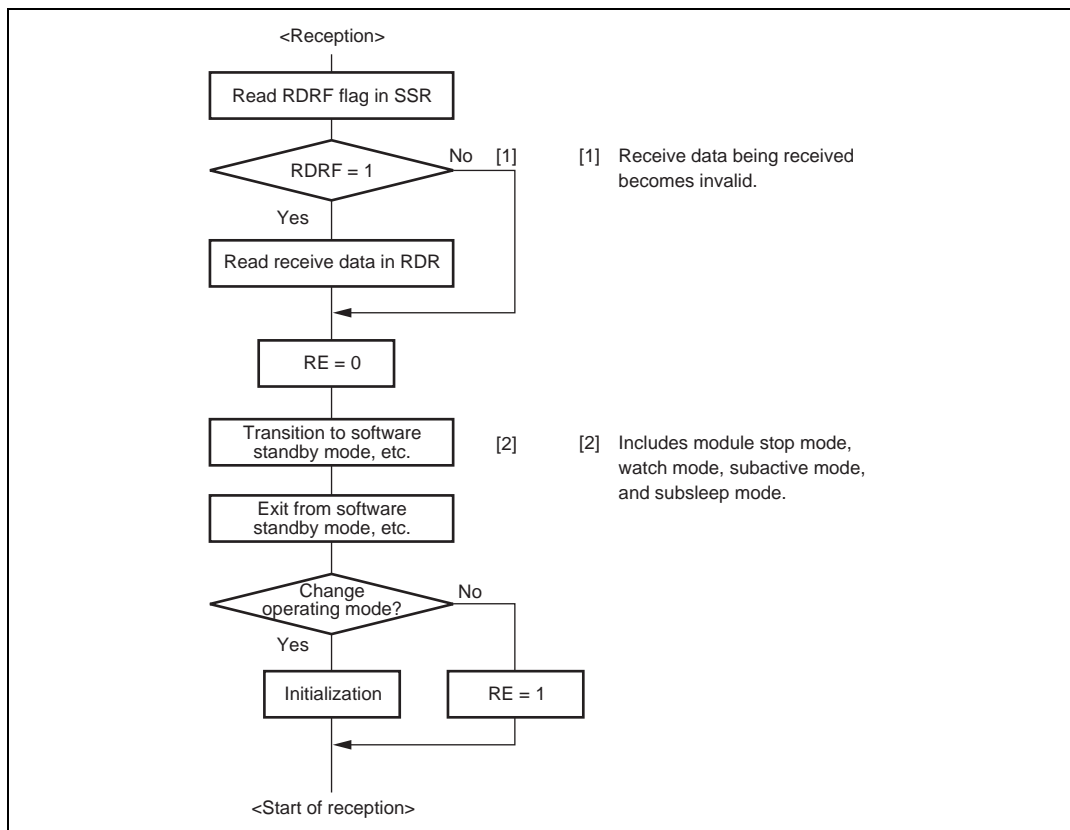 <Reception>
Read RDRF flag in SSR
RDRF = 1
No [1]
[1] Receive data being received
becomes invalid.
Yes
Read receive data in RDR
RE = 0
Transition to software
standby mode, etc.
[2]
[2] Includes module stop mode,
watch mode, subactive mode,
and subsleep mode.
Exit from software
standby mode, etc.
Change
operating mode?
No
Yes
Initialization
RE = 1
<Start of reception>